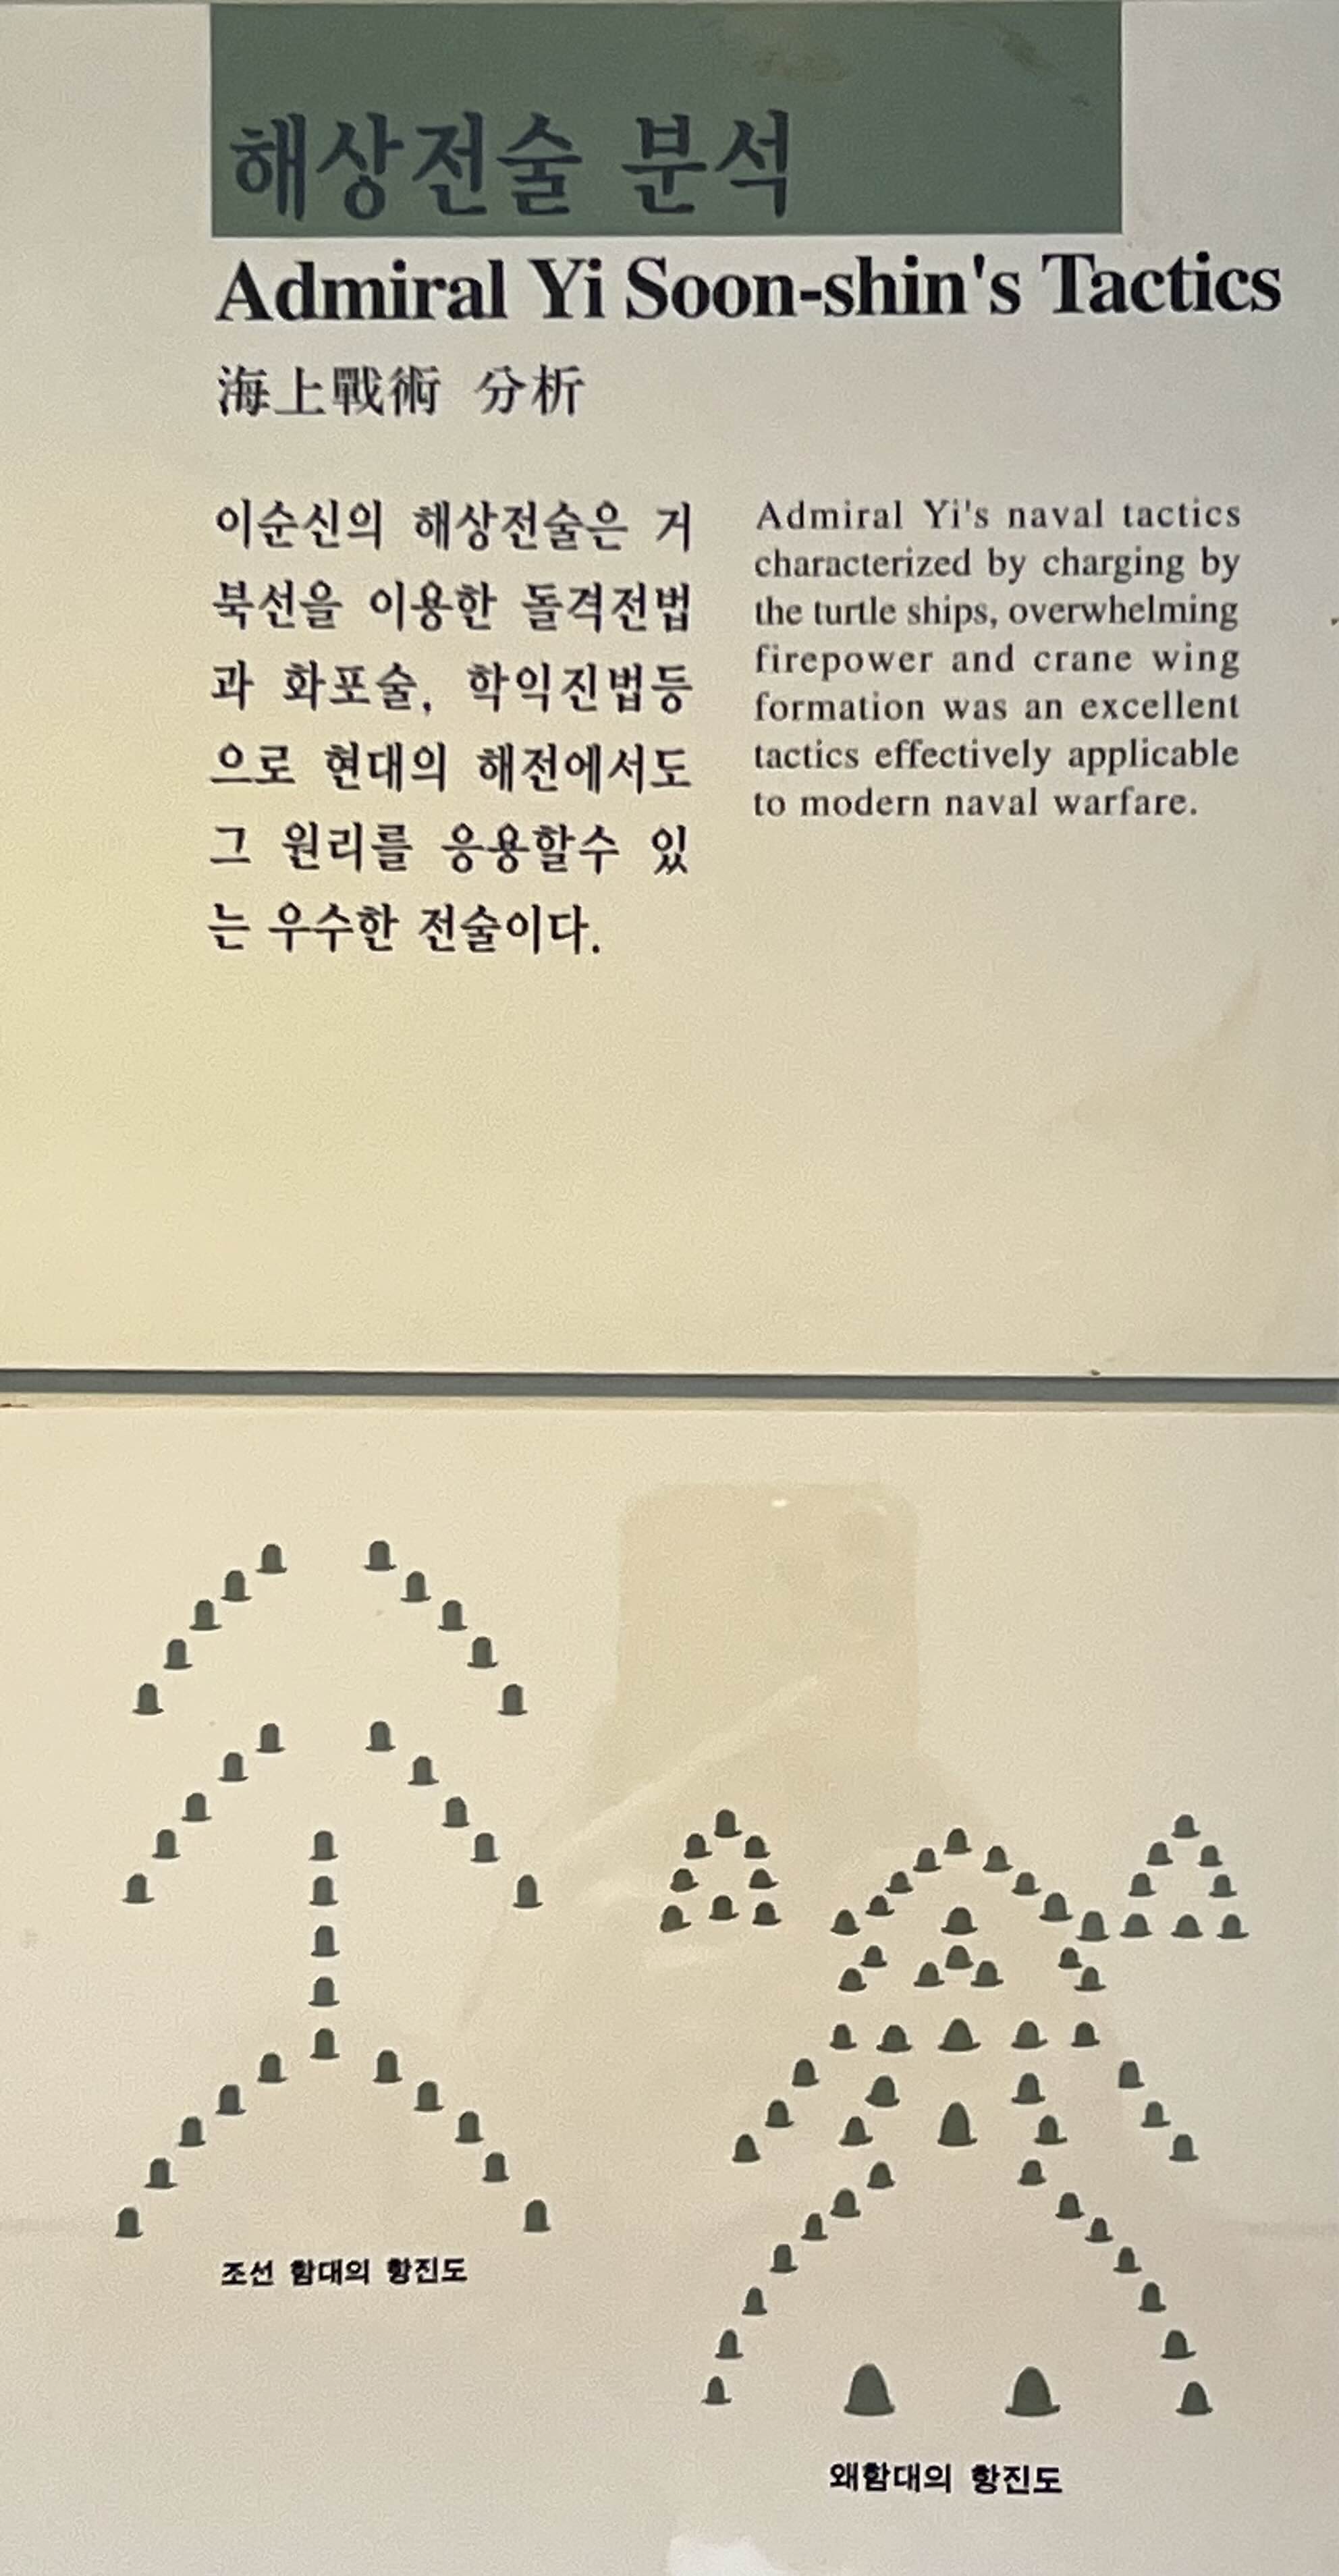 해상전술 분석
Admiral Yi Soon-shin's Tactics
海上戰術 分析
이순신의 해상전술은 거
북선을 이용한 돌격전법
과 화포술, 학익진법등
으로 현대의 해전에서도
그 원리를 응용할수 있
는 우수한 전술이다.
Admiral Yi's naval tactics
characterized by charging by
the turtle ships, overwhelming
firepower and crane wing
formation was an excellent
tactics effectively applicable
to modern naval warfare.
조선 함대의 항진도
왜함대의 항진도